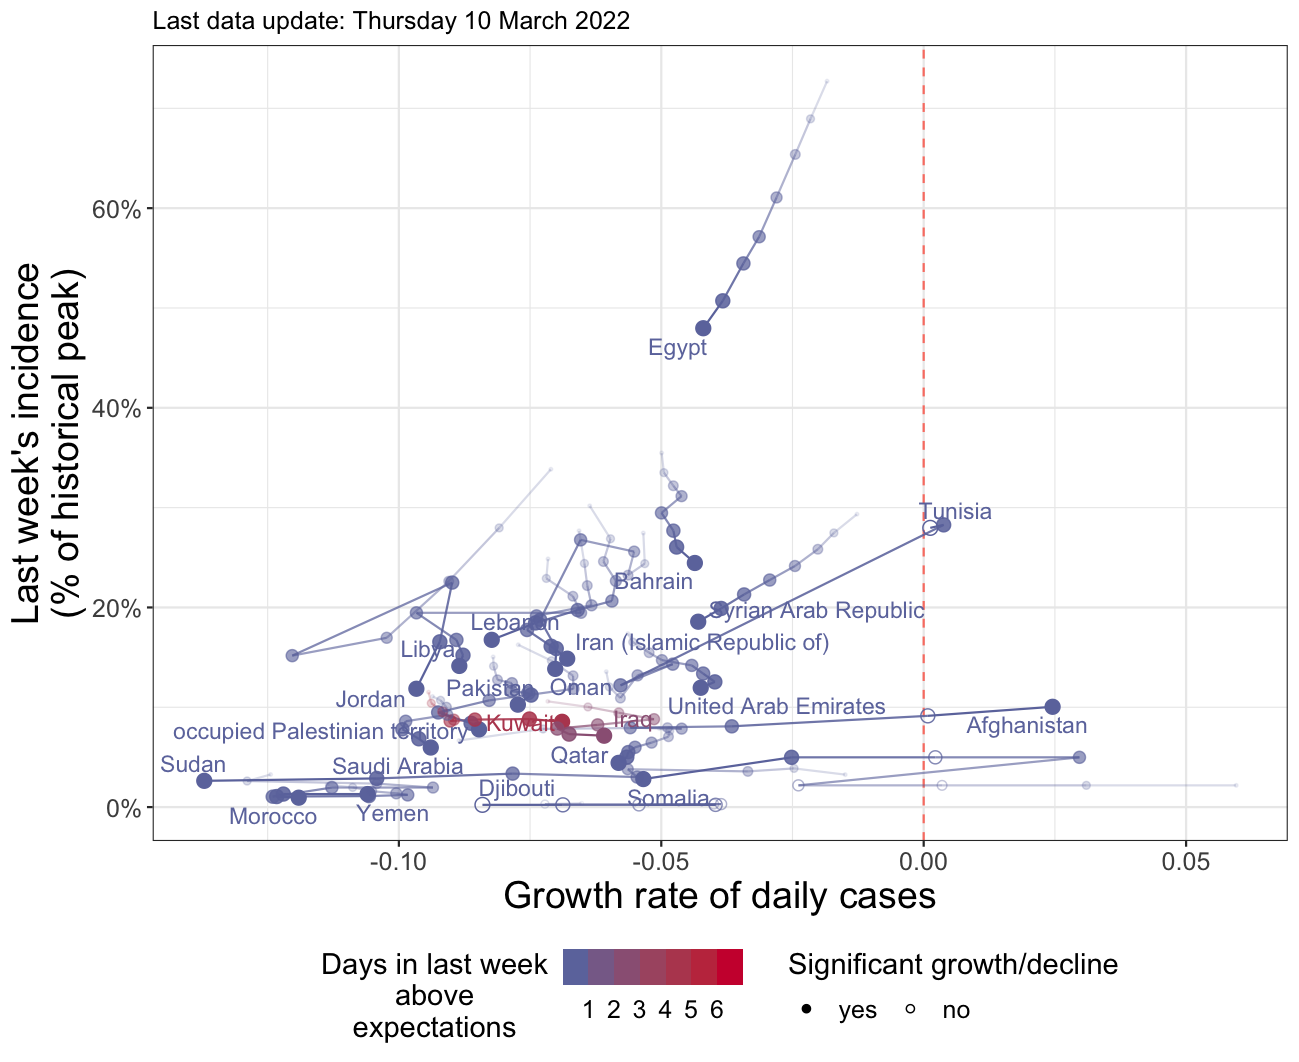 Last data update: Thursday 10 March 2022
Last week's incidence
(% of historical peak)
60%
40%
20%
0%
Egypt
Tunisia
Bahrain
Syrian Arab Republic
Lebanon
Iran (Islamic Republic of)
Libya
Pakistan
Oman
Jordan
United Arab Emirates
Kuwait
Iraq
Afghanistan
occupied Palestinian territory
Qatar
Sudan
Saudi Arabia
Djibouti
Somalia
Morocco
Yemen
-0.10
-0.05
0.00
0.05
Growth rate of daily cases
Days in last week
above
expectations
1 2 3 4 5 6
Significant growth/decline
yes
no